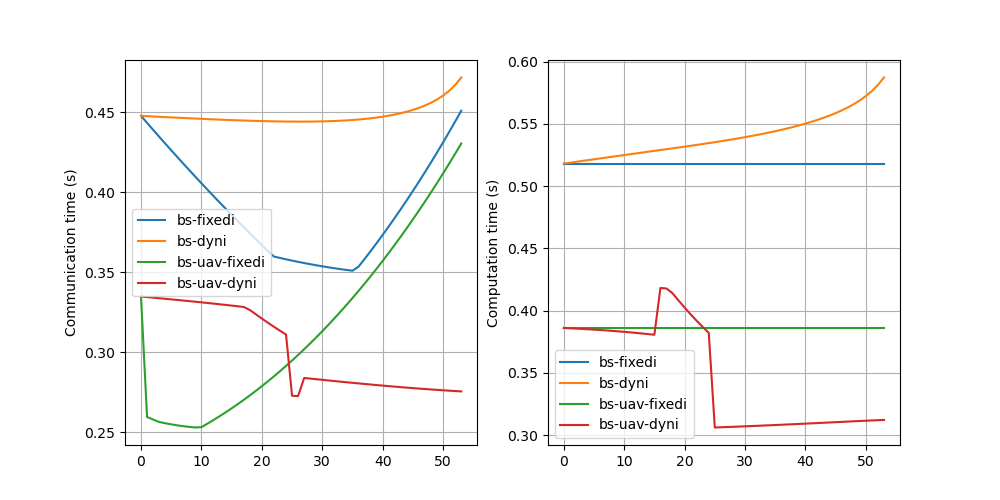 Communication time (s)
0.45
0.40
0.35
0.30
0.25
0 10 20 30 40 50
bs-fixedi
bs-dyni
bs-uav-fixedi
bs-uav-dyni
Computation time (s)
0.60
0.55
0.50
0.45
0.40
0.35
0.30
0 10 20 30 40 50
bs-fixedi
bs-dyni
bs-uav-fixedi
bs-uav-dyni